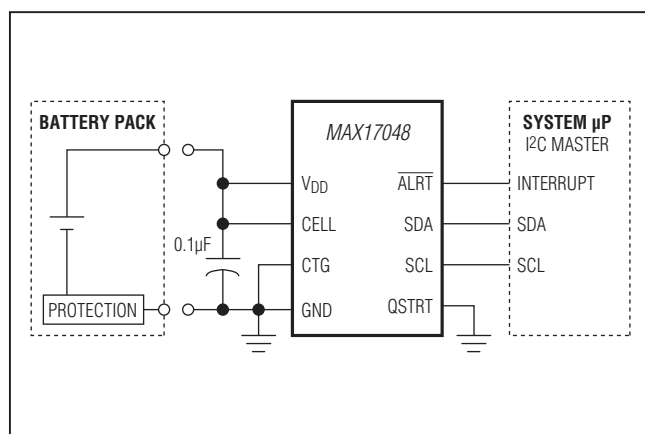 BATTERY PACK
PROTECTION
0.1µF
MAX17048
VDD
CELL
CTG
GND
ALRT
SDA
SCL
QSTRT
SYSTEM µP
I2C MASTER
INTERRUPT
SDA
SCL